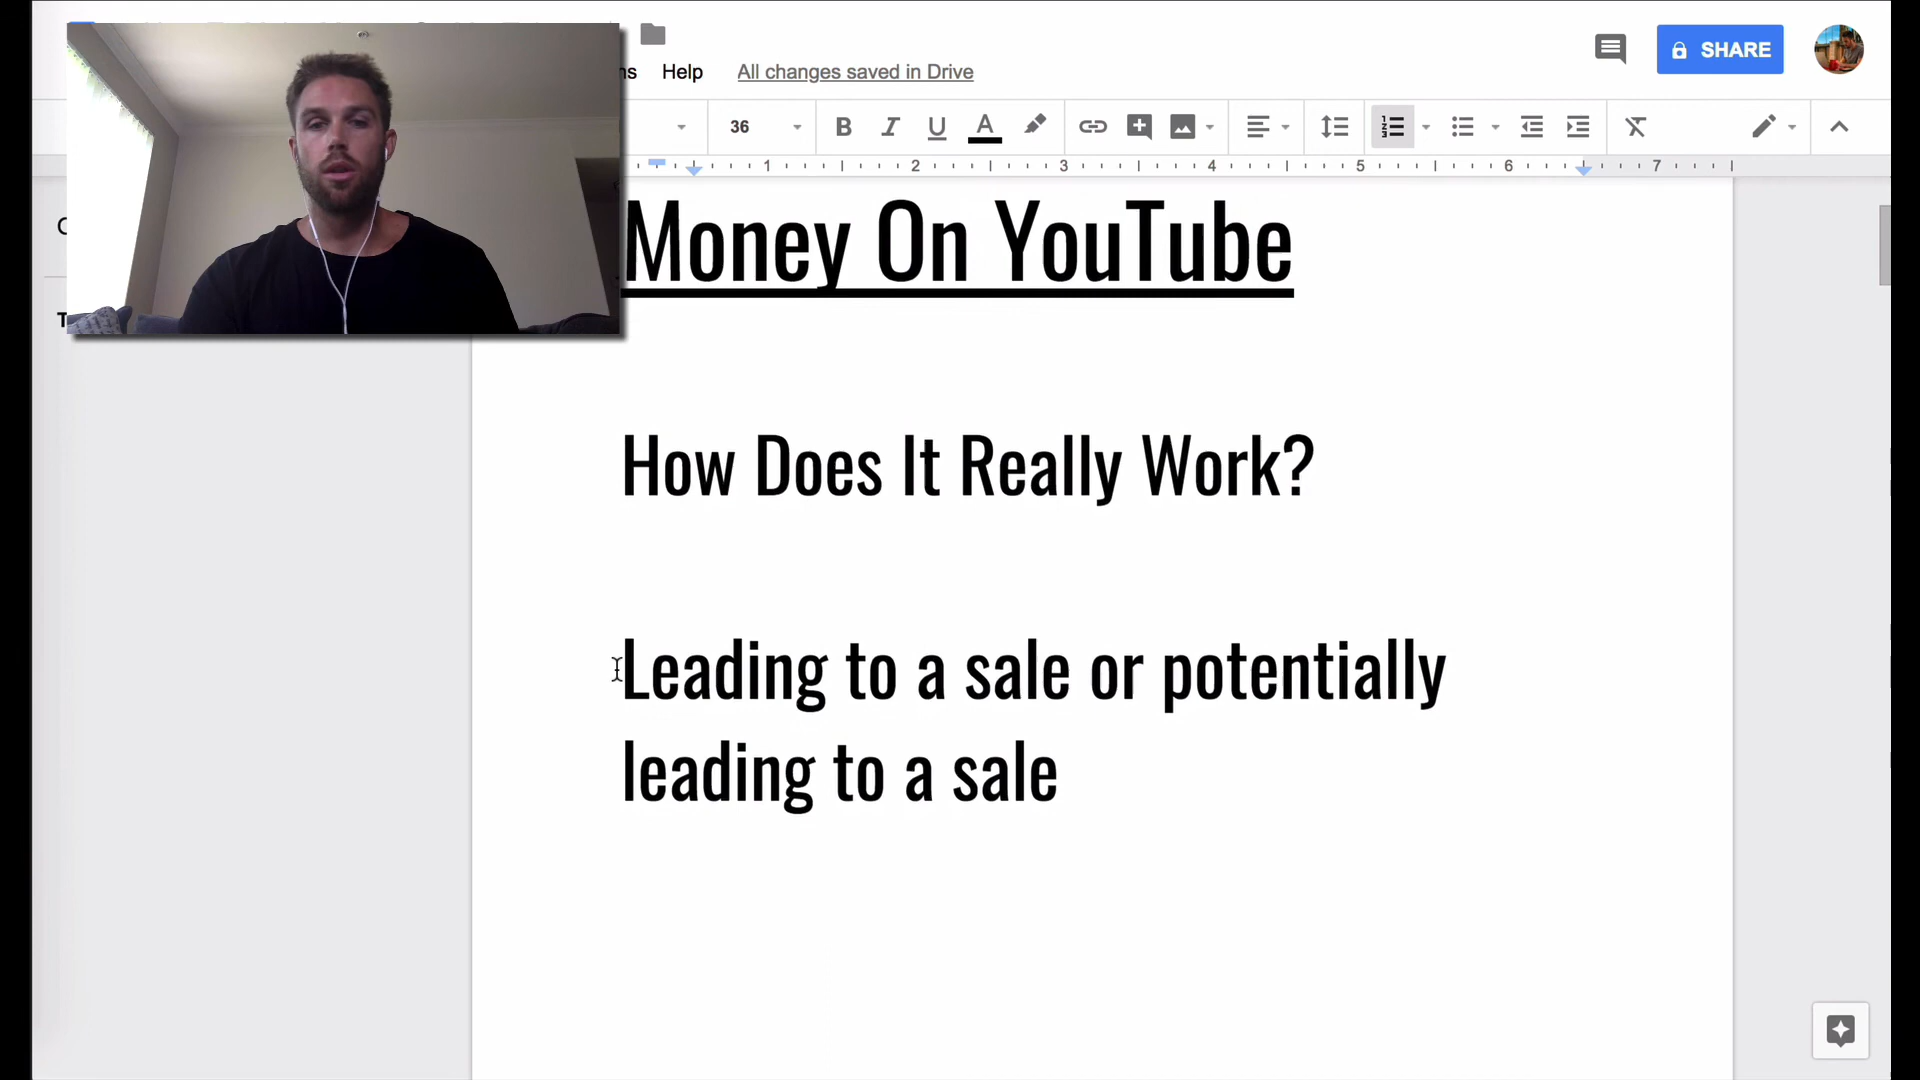 ns Help All changes saved in Drive
SHARE
36
1 2 3 4 5 6 7
Money On YouTube
How Does It Really Work?
Leading to a sale or potentially
leading to a sale